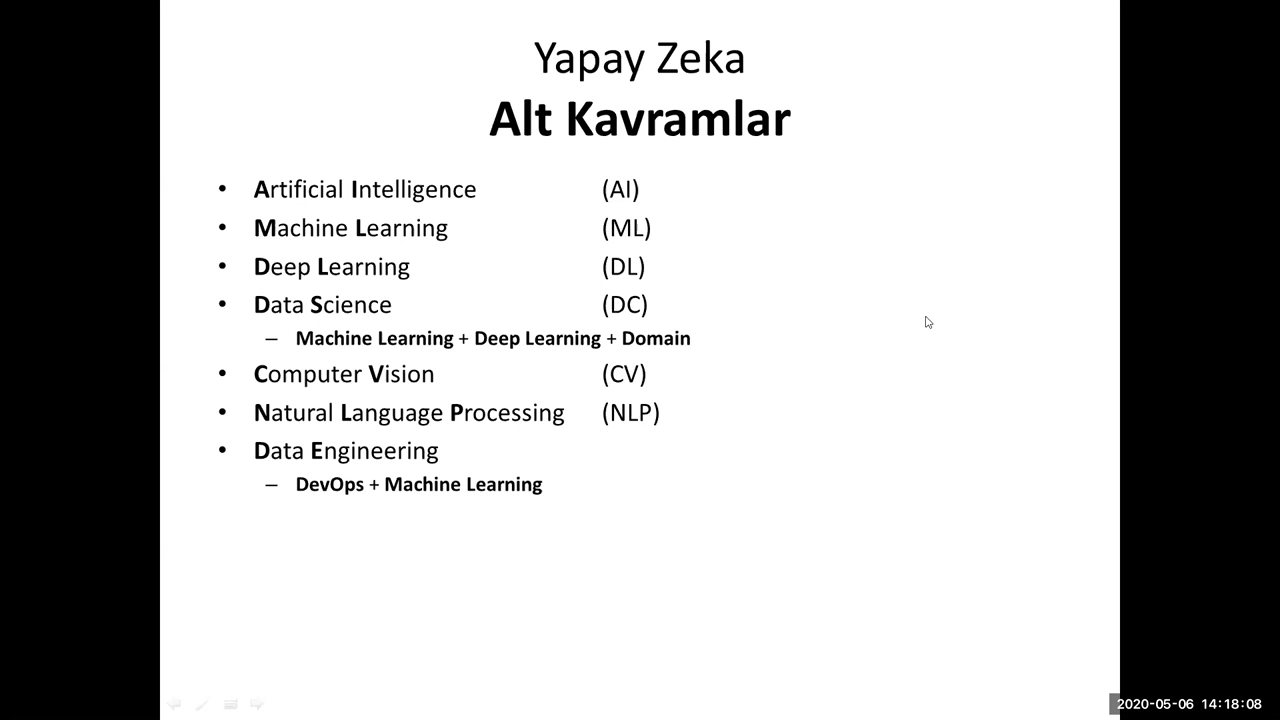 Yapay Zeka
Alt Kavramlar
• Artificial Intelligence (AI)
• Machine Learning (ML)
• Deep Learning (DL)
• Data Science (DC)
– Machine Learning + Deep Learning + Domain
• Computer Vision (CV)
• Natural Language Processing (NLP)
• Data Engineering
– DevOps + Machine Learning
2020-05-06 14:18:08